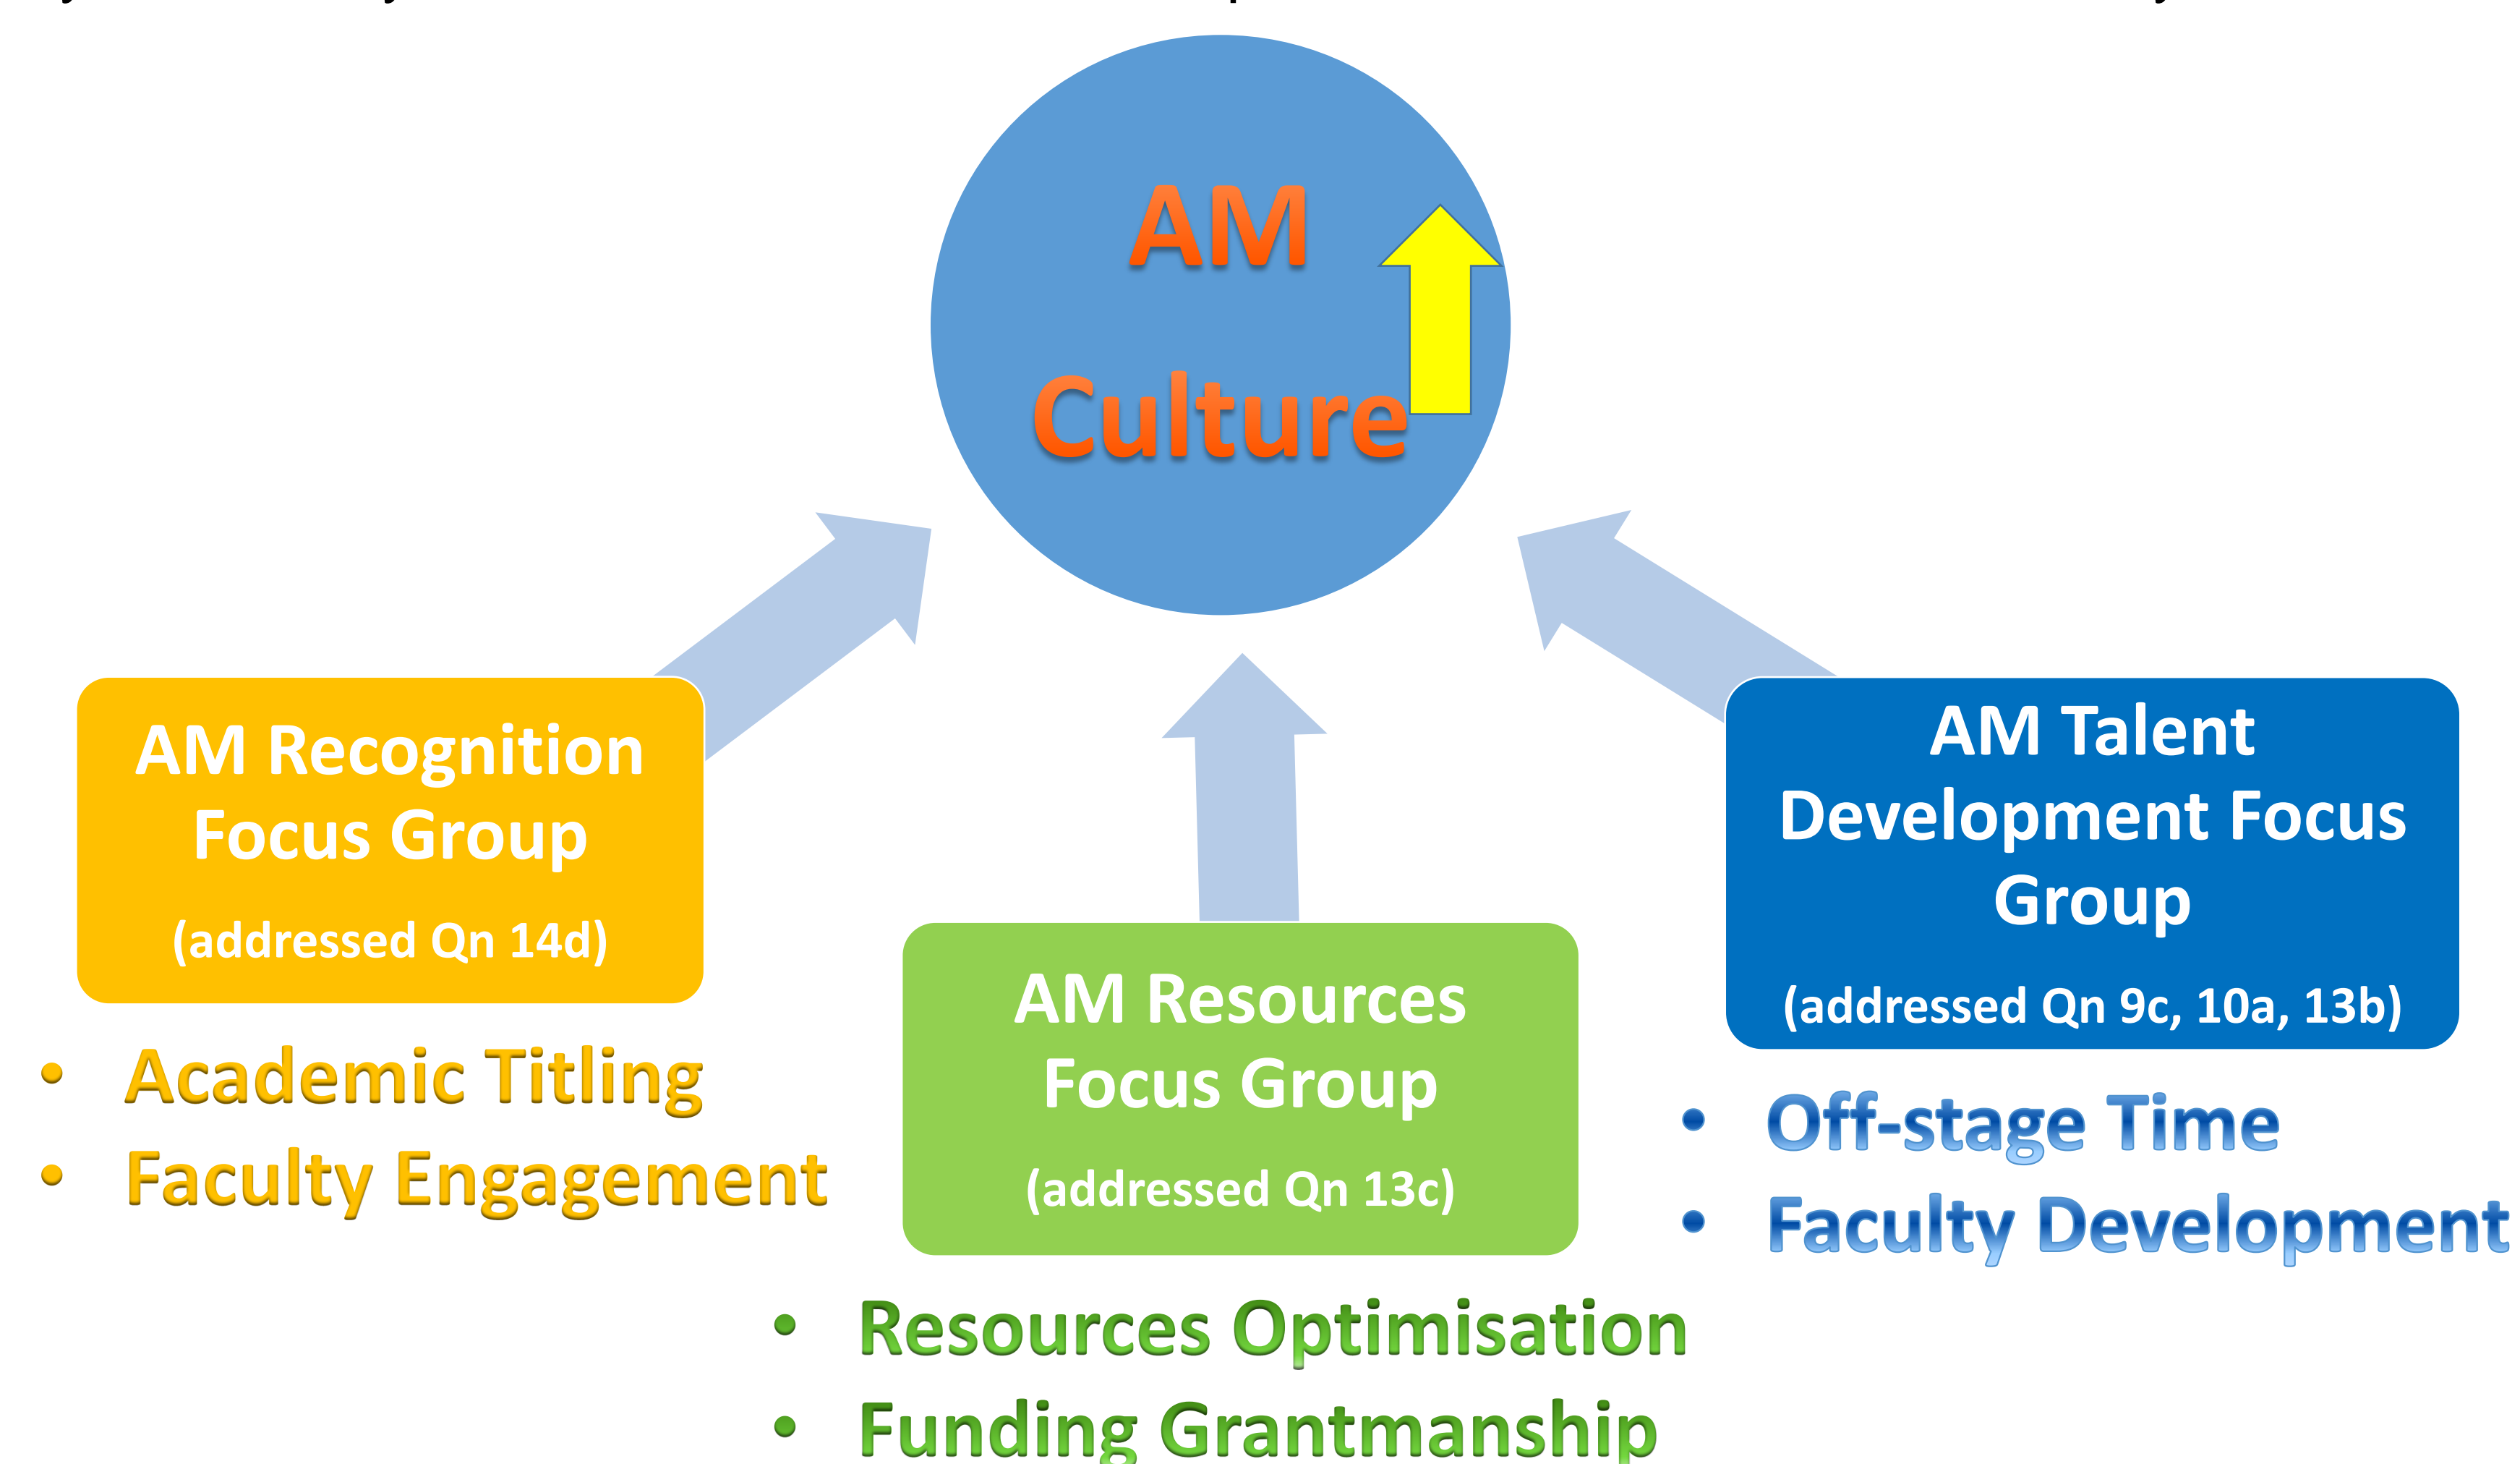 AM
Culture
AM Recognition
Focus Group
(addressed Qn 14d)
• Academic Titling
• Faculty Engagement
AM Resources
Focus Group
(addressed Qn 13c)
• Resources Optimisation
• Funding Grantmanship
AM Talent
Development Focus
Group
(addressed Qn 9c, 10a, 13b)
• Off-stage Time
• Faculty Development